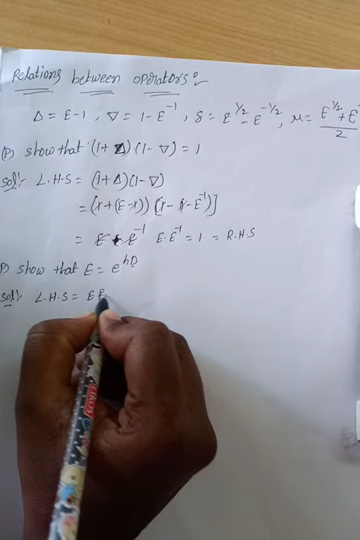 Relations between operators:
Δ = E-1 , ∇ = 1-E⁻¹ , δ = E^{1/2} - E^{-1/2} , μ = E^{1/2} + E / 2
(P) show that (1+Δ)(1-∇) = 1
Sol: L.H.S = (1+Δ)(1-∇)
= (1+(E-1)) (1-1-E⁻¹)]
= E E⁻¹ E.E⁻¹ = 1 = R.H.S
P) show that E = e^{hD}
Sol: L.H.S = E f